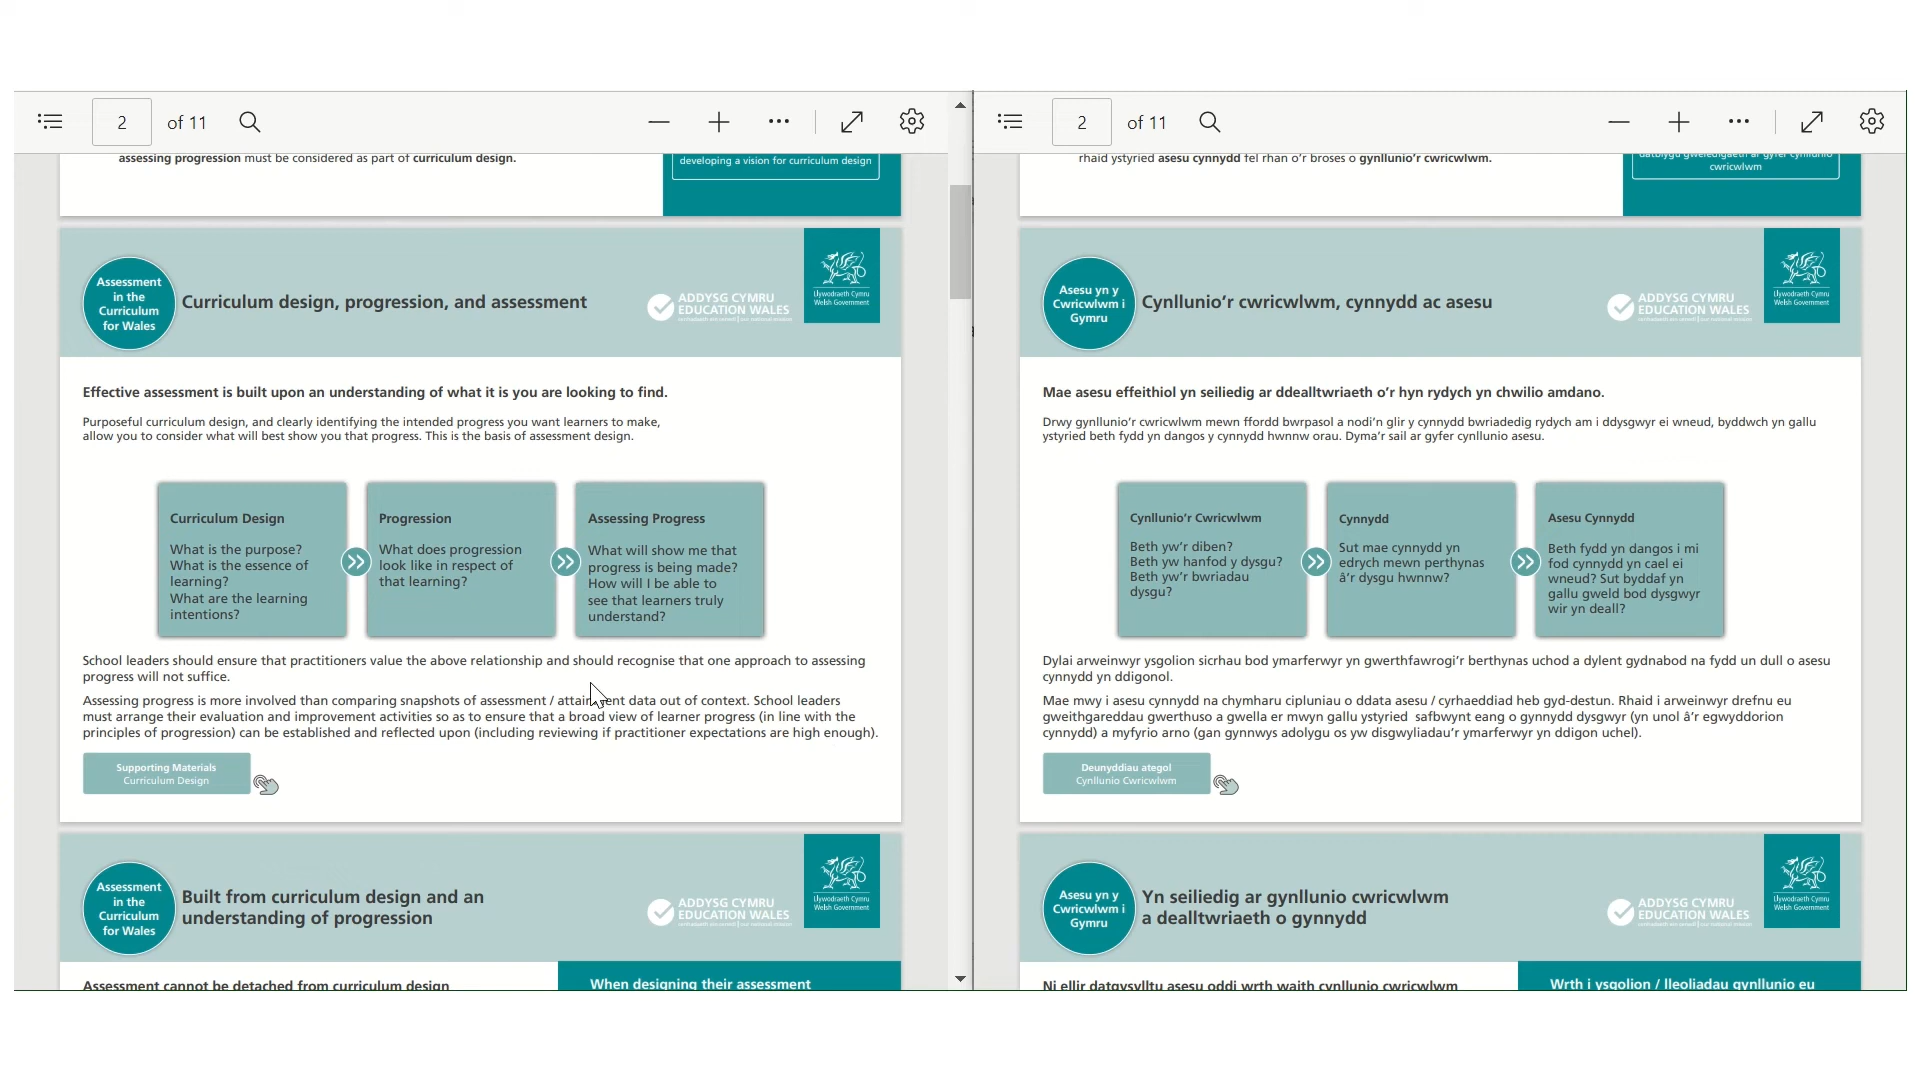 2
of 11
assessing progression must be considered as part of curriculum design.
developing a vision for curriculum design
Assessment
in the
Curriculum
for Wales
Curriculum design, progression, and assessment
ADDYSG CYMRU
EDUCATION WALES
Llywodraeth Cymru
Welsh Government
Effective assessment is built upon an understanding of what it is you are looking to find.
Purposeful curriculum design, and clearly identifying the intended progress you want learners to make,
allow you to consider what will best show you that progress. This is the basis of assessment design.
Curriculum Design
What is the purpose?
What is the essence of
learning?
What are the learning
intentions?
Progression
What does progression
look like in respect of
that learning?
Assessing Progress
What will show me that
progress is being made?
How will I be able to
see that learners truly
understand?
School leaders should ensure that practitioners value the above relationship and should recognise that one approach to assessing
progress will not suffice.
Assessing progress is more involved than comparing snapshots of assessment / attainment data out of context. School leaders
must arrange their evaluation and improvement activities so as to ensure that a broad view of learner progress (in line with the
principles of progression) can be established and reflected upon (including reviewing if practitioner expectations are high enough).
Supporting Materials
Curriculum Design
Assessment
in the
Curriculum
for Wales
Built from curriculum design and an
understanding of progression
ADDYSG CYMRU
EDUCATION WALES
Llywodraeth Cymru
Welsh Government
Assessment cannot be detached from curriculum design
When designing their assessment
2
of 11
rhaid ystyried asesu cynnydd fel rhan o'r broses o gynllunio'r cwricwlwm.
datblygu gweledigaeth ar gyfer cynllunio
cwricwlwm
Asesu yn y
Cwricwlwm i
Gymru
Cynllunio'r cwricwlwm, cynnydd ac asesu
ADDYSG CYMRU
EDUCATION WALES
Llywodraeth Cymru
Welsh Government
Mae asesu effeithiol yn seiliedig ar ddealltwriaeth o'r hyn rydych yn chwilio amdano.
Drwy gynllunio'r cwricwlwm mewn ffordd bwrpasol a nodi'n glir y cynnydd bwriadedig rydych am i ddysgwyr ei wneud, byddwch yn gallu
ystyried beth fydd yn dangos y cynnydd hwnnw orau. Dyma'r sail ar gyfer cynllunio asesu.
Cynllunio'r Cwricwlwm
Beth yw'r diben?
Beth yw hanfod y dysgu?
Beth yw'r bwriadau
dysgu?
Cynnydd
Sut mae cynnydd yn
edrych mewn perthynas
â'r dysgu hwnnw?
Asesu Cynnydd
Beth fydd yn dangos i mi
fod cynnydd yn cael ei
wneud? Sut byddaf yn
gallu gweld bod dysgwyr
wir yn deall?
Dylai arweinwyr ysgolion sicrhau bod ymarferwyr yn gwerthfawrogi'r berthynas uchod a dylent gydnabod na fydd un dull o asesu
cynnydd yn ddigonol.
Mae mwy i asesu cynnydd na chymharu cipluniau o ddata asesu / cyrhaeddiad heb gyd-destun. Rhaid i arweinwyr drefnu eu
gweithgareddau gwerthuso a gwella er mwyn gallu ystyried safbwynt eang o gynnydd dysgwyr (yn unol â'r egwyddorion
cynnydd) a myfyrio arno (gan gynnwys adolygu os yw disgwyliadau'r ymarferwyr yn ddigon uchel).
Deunyddiau ategol
Cynllunio Cwricwlwm
Asesu yn y
Cwricwlwm i
Gymru
Yn seiliedig ar gynllunio cwricwlwm
a dealltwriaeth o gynnydd
ADDYSG CYMRU
EDUCATION WALES
Llywodraeth Cymru
Welsh Government
Ni ellir datgysylltu asesu oddi wrth waith cynllunio cwricwlwm
Wrth i ysgolion / lleoliadau gynllunio eu